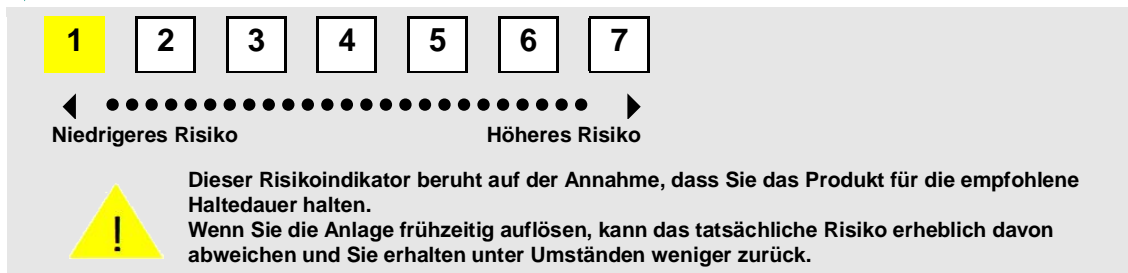 1 2 3 4 5 6 7
Niedrigeres Risiko Höheres Risiko
Dieser Risikoindikator beruht auf der Annahme, dass Sie das Produkt für die empfohlene
Haltedauer halten.
Wenn Sie die Anlage frühzeitig auflösen, kann das tatsächliche Risiko erheblich davon
abweichen und Sie erhalten unter Umständen weniger zurück.
!